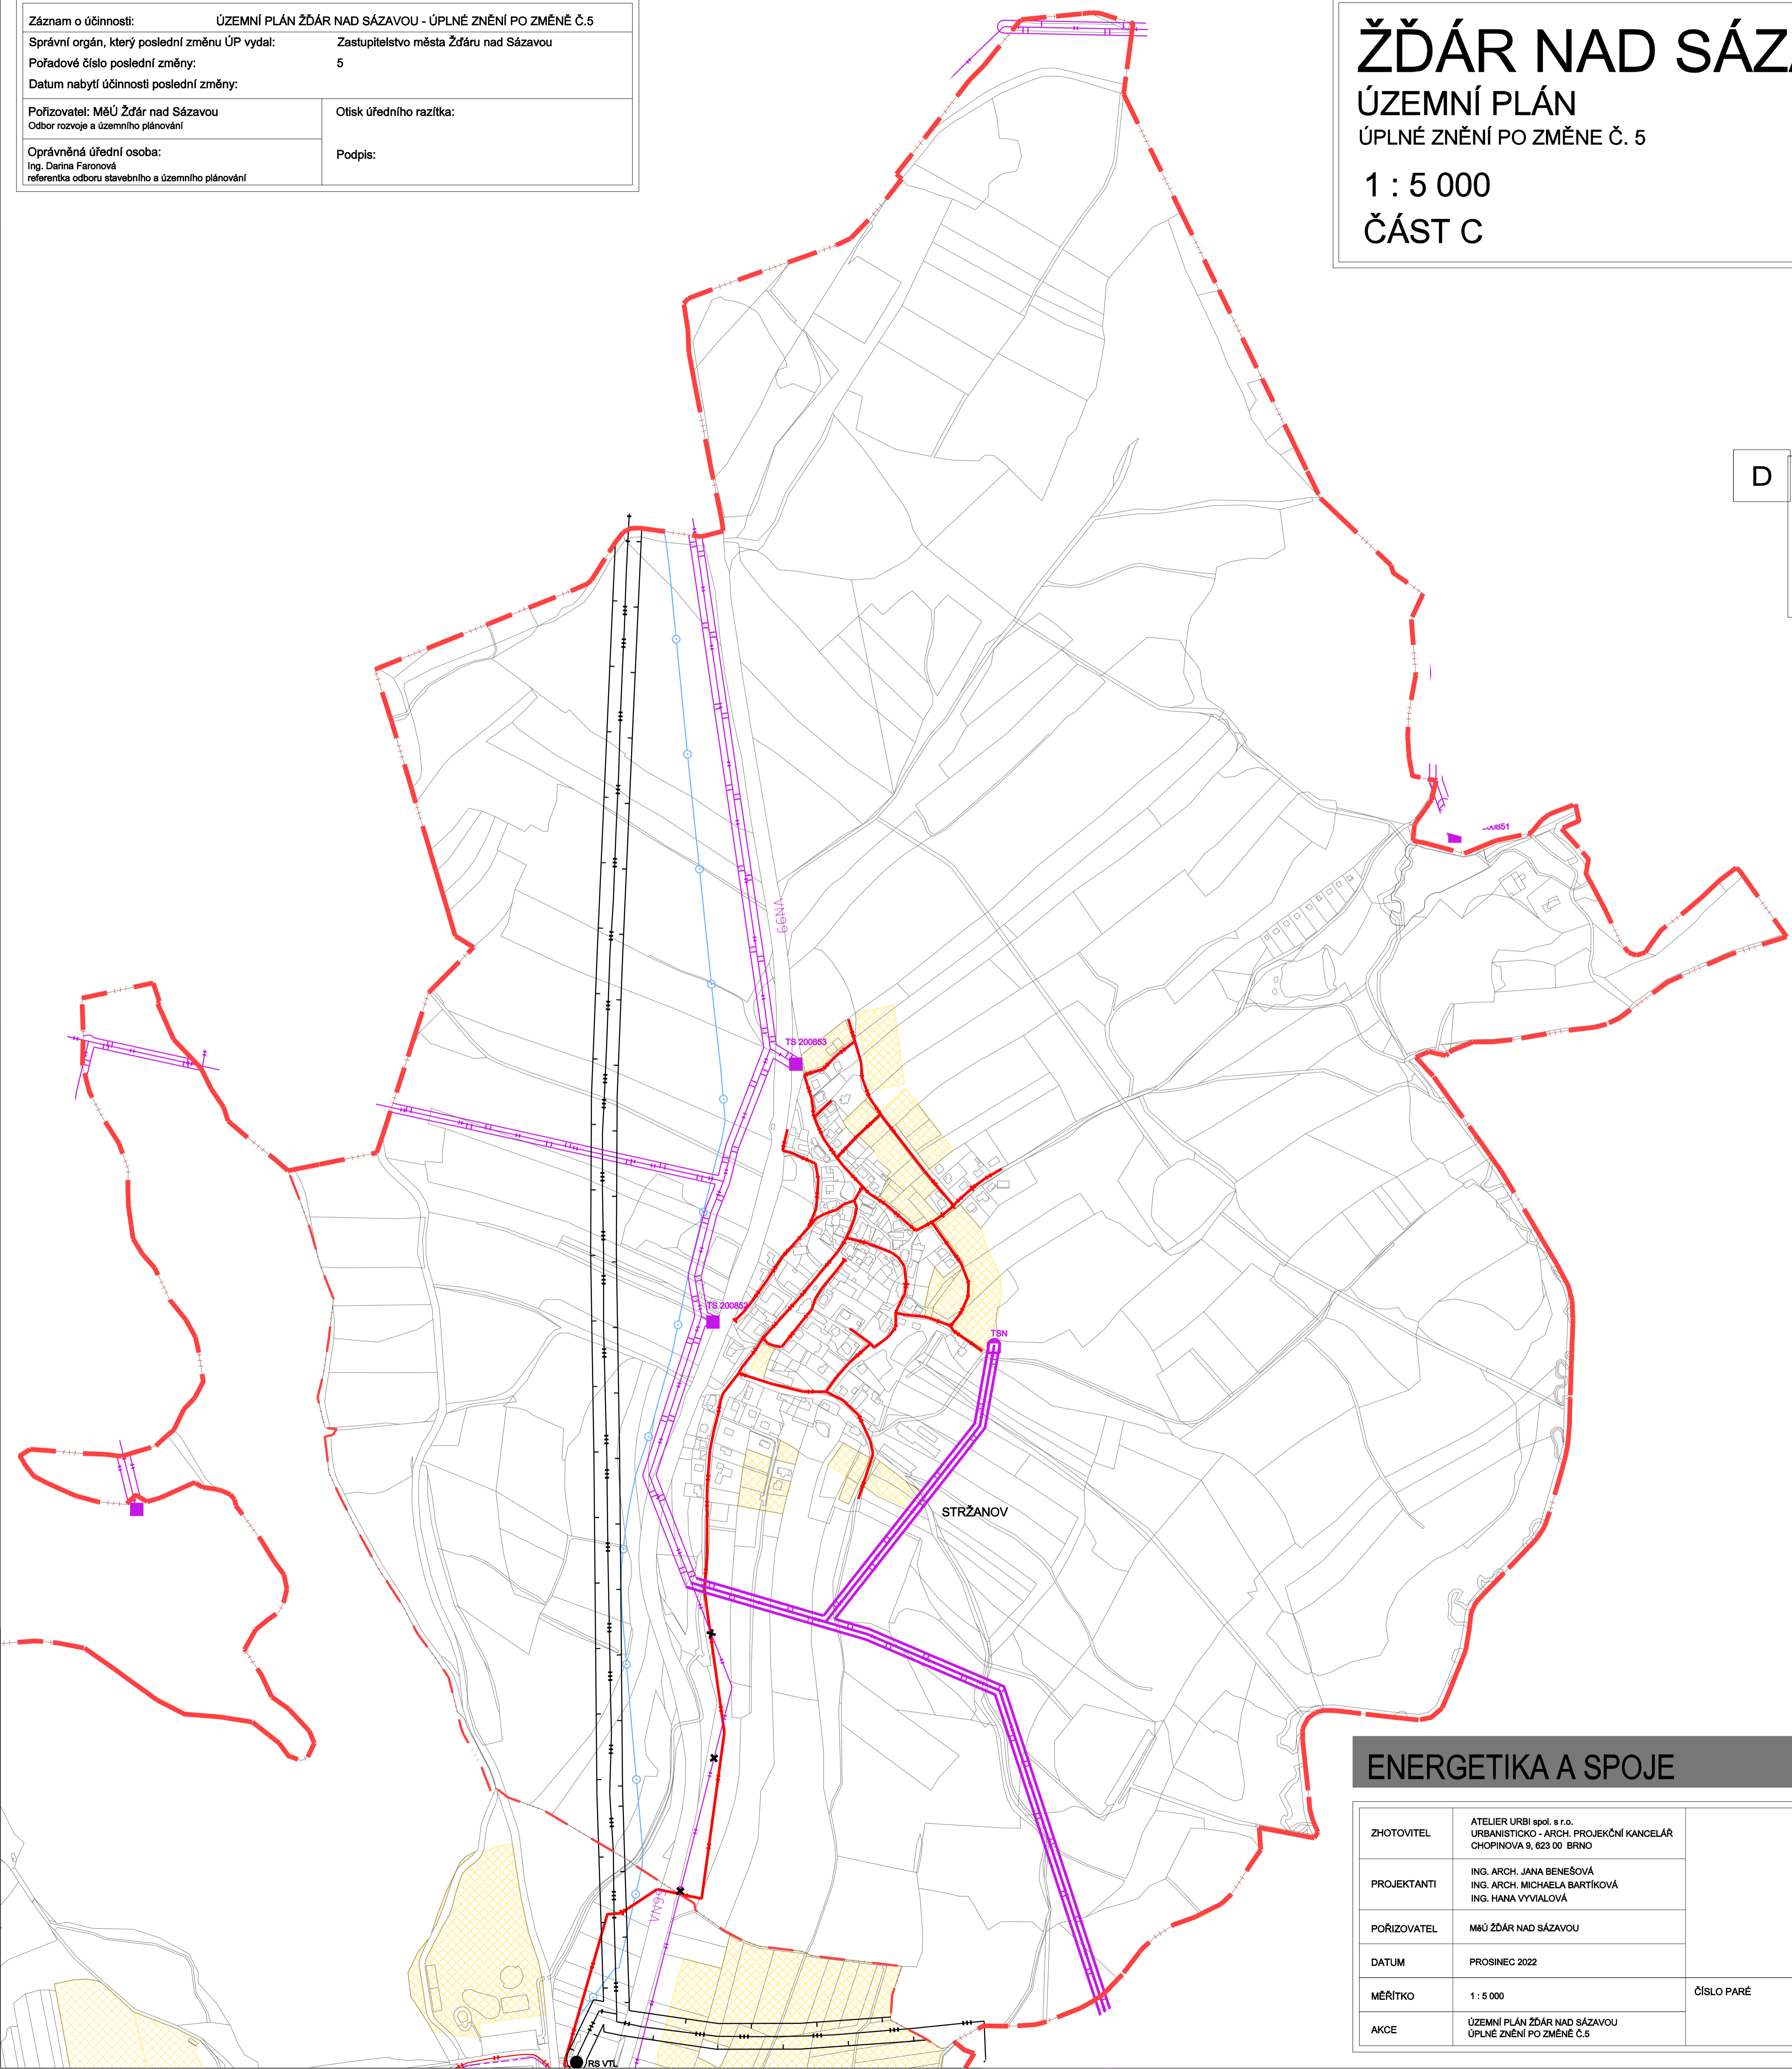 Záznam o účinnosti: ÚZEMNÍ PLÁN ŽĎÁR NAD SÁZAVOU - ÚPLNÉ ZNĚNÍ PO ZMĚNĚ Č.5
Správní orgán, který poslední změnu ÚP vydal: Zastupitelstvo města Žďáru nad Sázavou
Pořadové číslo poslední změny: 5
Datum nabytí účinnosti poslední změny:
Pořizovatel: MěÚ Žďár nad Sázavou
Odbor rozvoje a územního plánování
Otisk úředního razítka:
Oprávněná úřední osoba:
Ing. Darina Faronová
referentka odboru stavebního a územního plánování
Podpis:
ŽĎÁR NAD SÁZA
ÚZEMNÍ PLÁN
ÚPLNÉ ZNĚNÍ PO ZMĚNE Č. 5
1 : 5 000
ČÁST C
D
00851
VN99
TS 200853
TS 200852
TSN
STRŽANOV
RS VTL
ENERGETIKA A SPOJE
ZHOTOVITEL
ATELIER URBI spol. s r.o.
URBANISTICKO - ARCH. PROJEKČNÍ KANCELÁŘ
CHOPINOVA 9, 623 00 BRNO
PROJEKTANTI
ING. ARCH. JANA BENEŠOVÁ
ING. ARCH. MICHAELA BARTÍKOVÁ
ING. HANA VYVIALOVÁ
POŘIZOVATEL MěÚ ŽĎÁR NAD SÁZAVOU
DATUM PROSINEC 2022
MĚŘÍTKO 1 : 5 000
ČÍSLO PARÉ
AKCE
ÚZEMNÍ PLÁN ŽĎÁR NAD SÁZAVOU
ÚPLNÉ ZNĚNÍ PO ZMĚNĚ Č.5